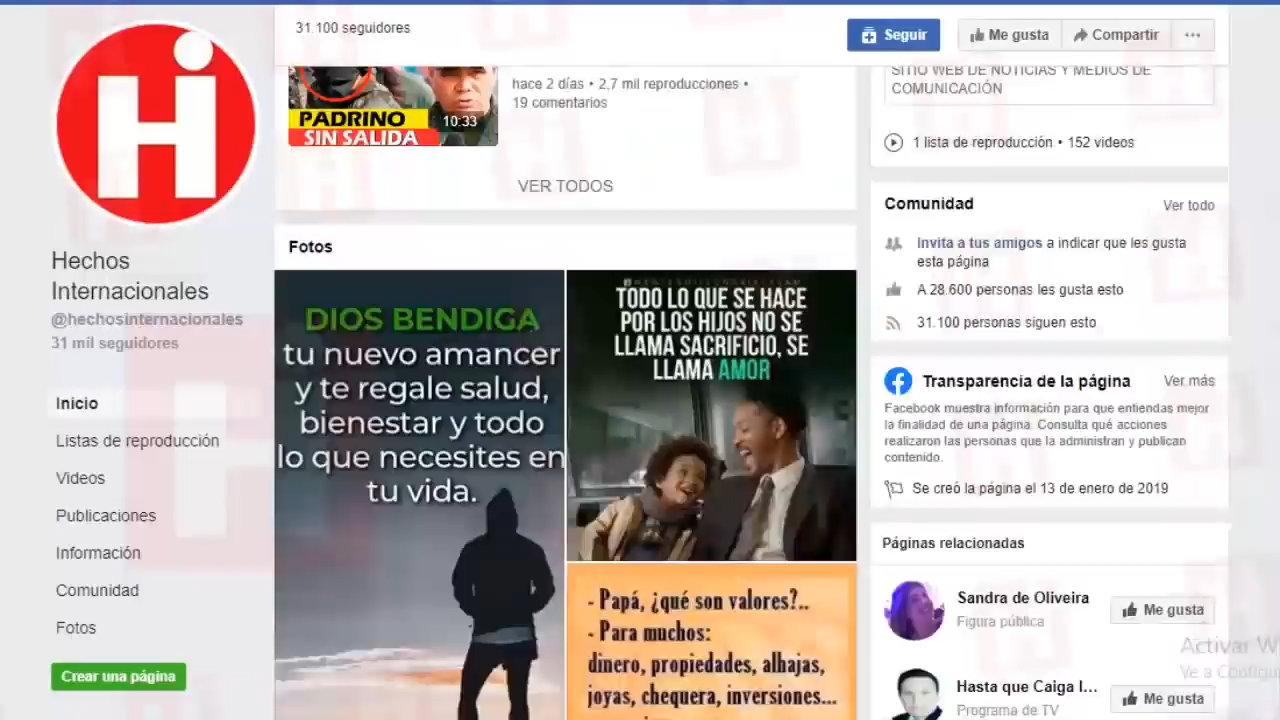 Hi
Hechos
Internacionales
@hechosinternacionales
31 mil seguidores
Inicio
Listas de reproducción
Videos
Publicaciones
Información
Comunidad
Fotos
Crear una página
31.100 seguidores
Seguir
Me gusta
Compartir
PADRINO
SIN SALIDA
10:33
hace 2 días • 2,7 mil reproducciones •
19 comentarios
VER TODOS
Fotos
DIOS BENDIGA
tu nuevo amancer
y te regale salud,
bienestar y todo
lo que necesites en
tu vida.
TODO LO QUE SE HACE
POR LOS HIJOS NO SE
LLAMA SACRIFICIO, SE
LLAMA AMOR
- Papá, ¿qué son valores?..
- Para muchos:
dinero, propiedades, alhajas,
joyas, chequera, inversiones...
SITIO WEB DE NOTICIAS Y MEDIOS DE
COMUNICACIÓN
1 lista de reproducción • 152 videos
Comunidad
Ver todo
Invita a tus amigos a indicar que les gusta
esta página
A 28.600 personas les gusta esto
31.100 personas siguen esto
Transparencia de la página
Ver más
Facebook muestra información para que entiendas mejor
la finalidad de una página. Consulta qué acciones
realizaron las personas que la administran y publican
contenido.
Se creó la página el 13 de enero de 2019
Páginas relacionadas
Sandra de Oliveira
Figura pública
Me gusta
Hasta que Caiga l...
Programa de TV
Me gusta
Activar W
Ve a Configu